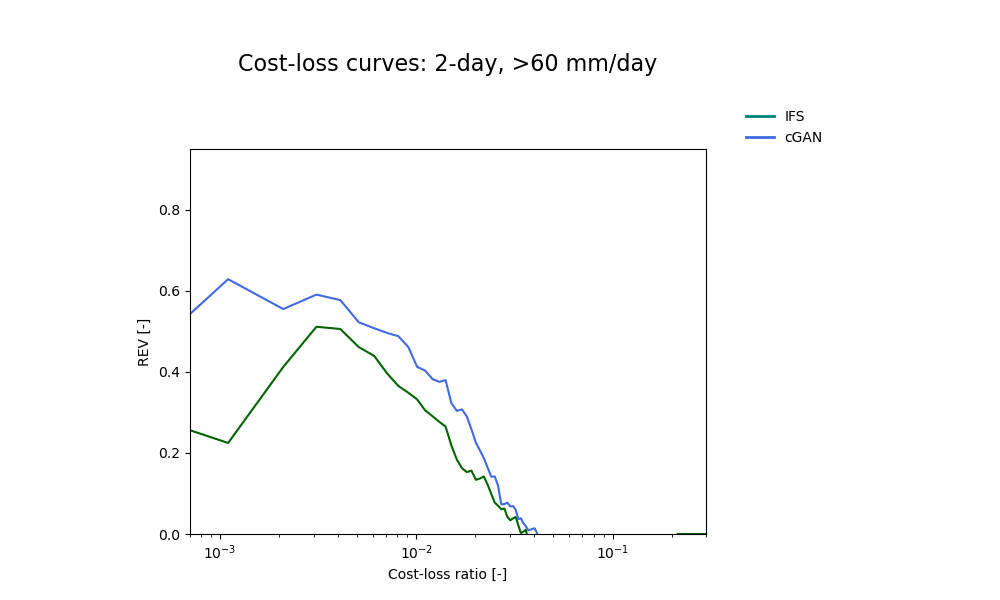 Cost-loss curves: 2-day, >60 mm/day
IFS
cGAN
0.8
0.6
0.4
0.2
0.0
REV [-]
10⁻³
10⁻²
10⁻¹
Cost-loss ratio [-]